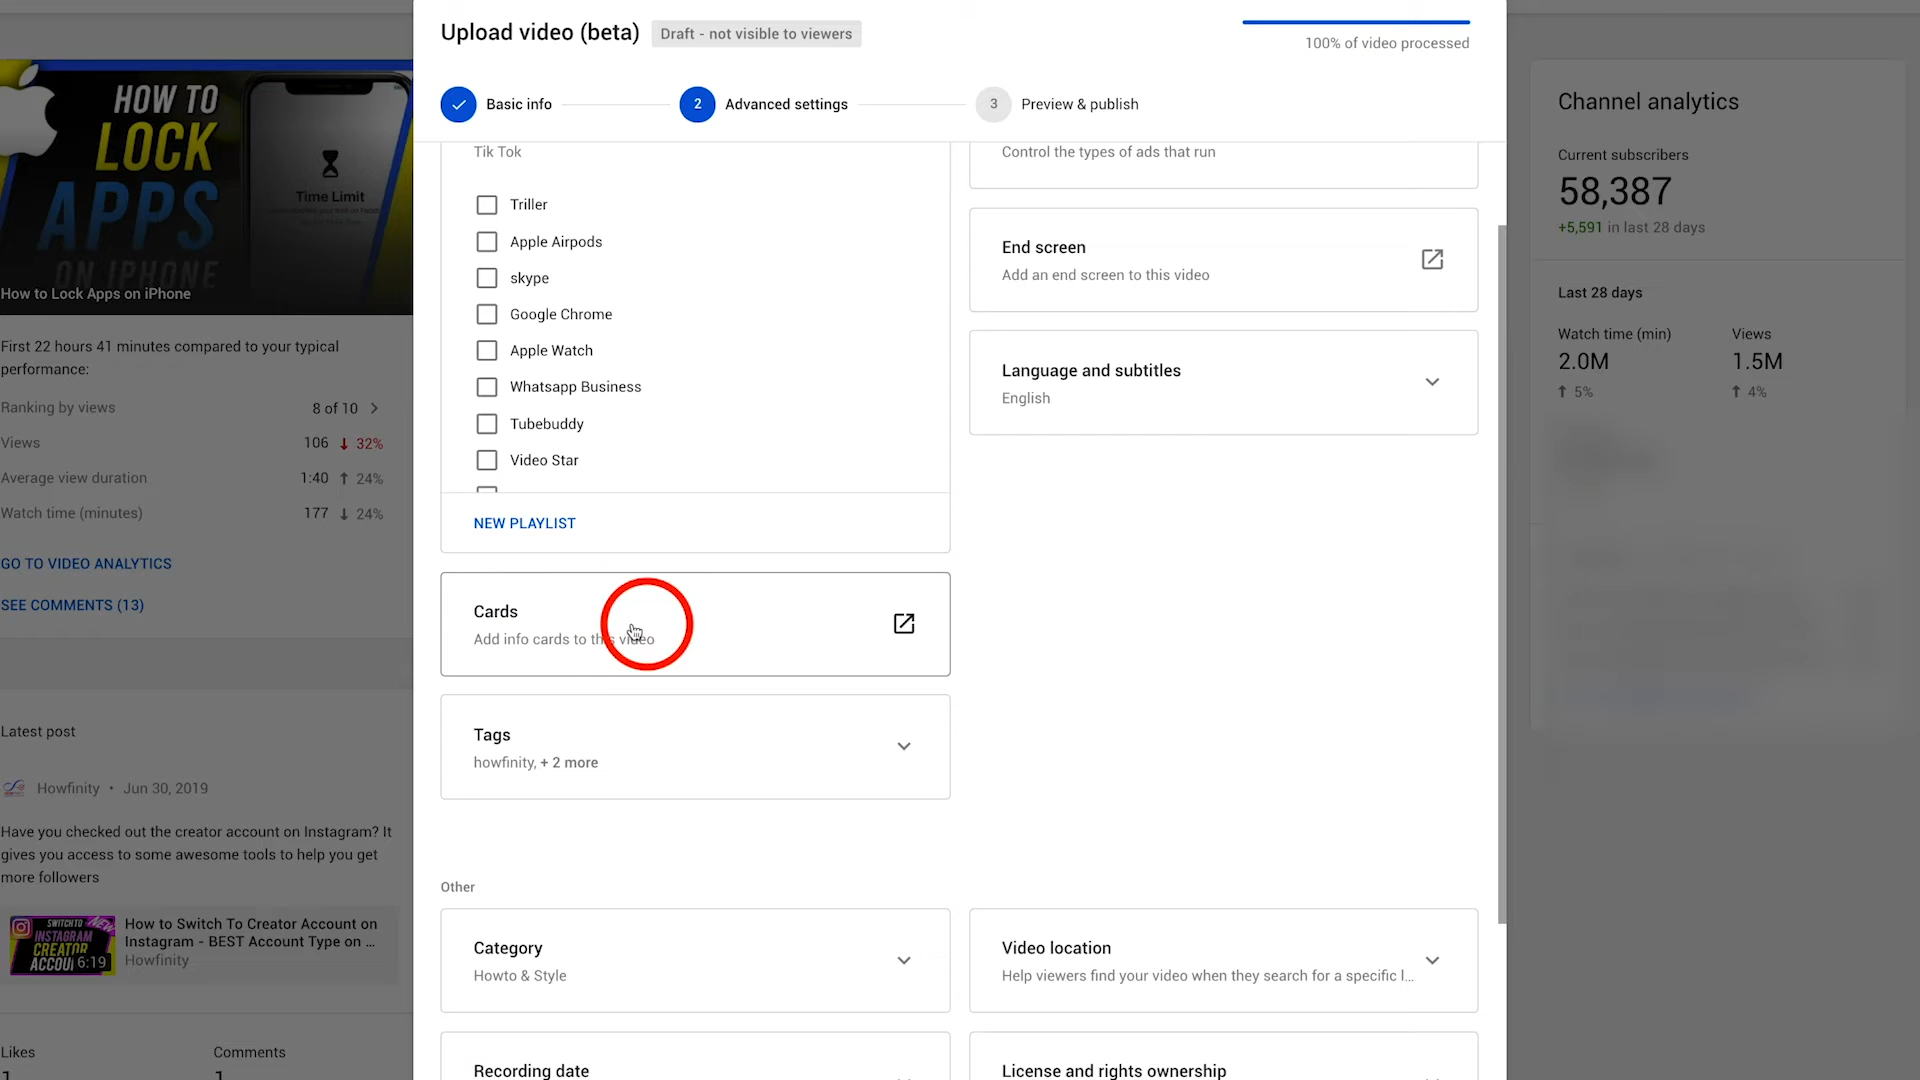 Upload video (beta)
Draft - not visible to viewers
100% of video processed
Basic info
2
Advanced settings
3
Preview & publish
HOW TO
LOCK
APPS
ON IPHONE
Time Limit
How to Lock Apps on iPhone
First 22 hours 41 minutes compared to your typical
performance:
Ranking by views
8 of 10
Views
106
32%
Average view duration
1:40
24%
Watch time (minutes)
177
24%
GO TO VIDEO ANALYTICS
SEE COMMENTS (13)
Latest post
Howfinity • Jun 30, 2019
Have you checked out the creator account on Instagram? It
gives you access to some awesome tools to help you get
more followers
SWITCH TO
NEW
INSTAGRAM
CREATOR
6:19
How to Switch To Creator Account on
Instagram - BEST Account Type on ...
Howfinity
Likes
Comments
Tik Tok
Triller
Apple Airpods
skype
Google Chrome
Apple Watch
Whatsapp Business
Tubebuddy
Video Star
NEW PLAYLIST
Cards
Add info cards to this video
Tags
howfinity, + 2 more
Control the types of ads that run
End screen
Add an end screen to this video
Language and subtitles
English
Other
Category
Howto & Style
Video location
Help viewers find your video when they search for a specific l...
Recording date
License and rights ownership
Channel analytics
Current subscribers
58,387
+5,591 in last 28 days
Last 28 days
Watch time (min)
2.0M
5%
Views
1.5M
4%